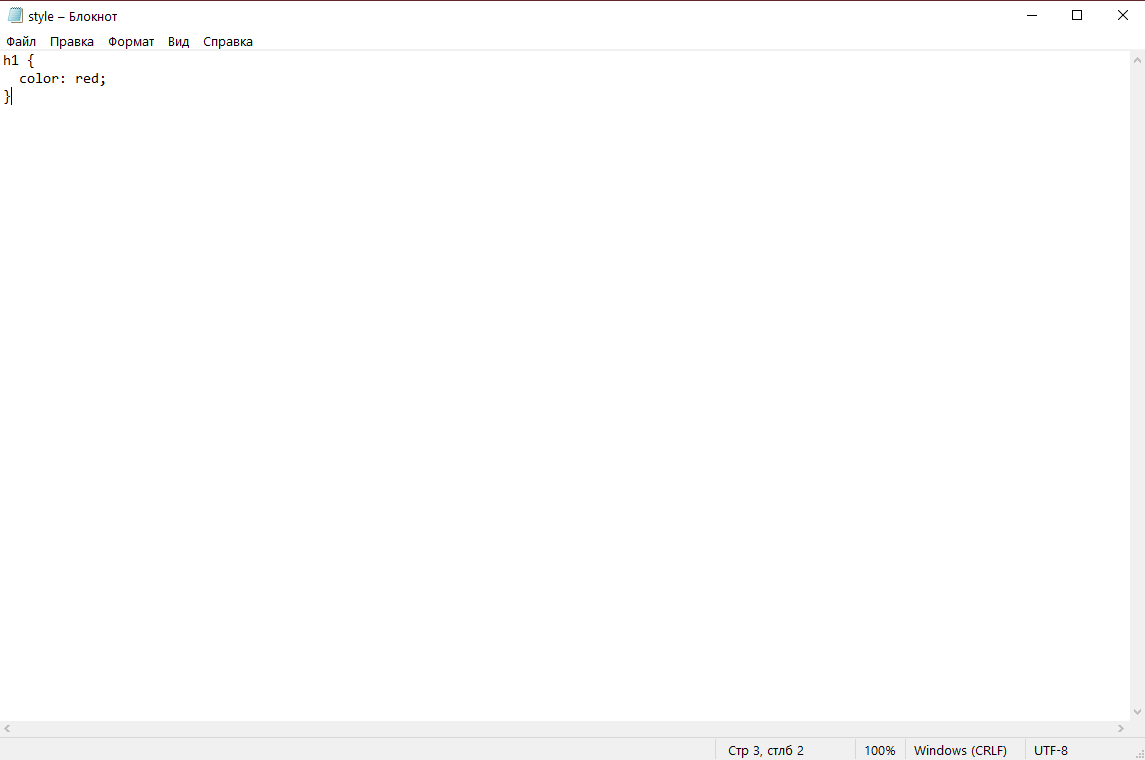 style – Блокнот
Файл Правка Формат Вид Справка
h1 {
  color: red;
}
Стр 3, стлб 2 100% Windows (CRLF) UTF-8